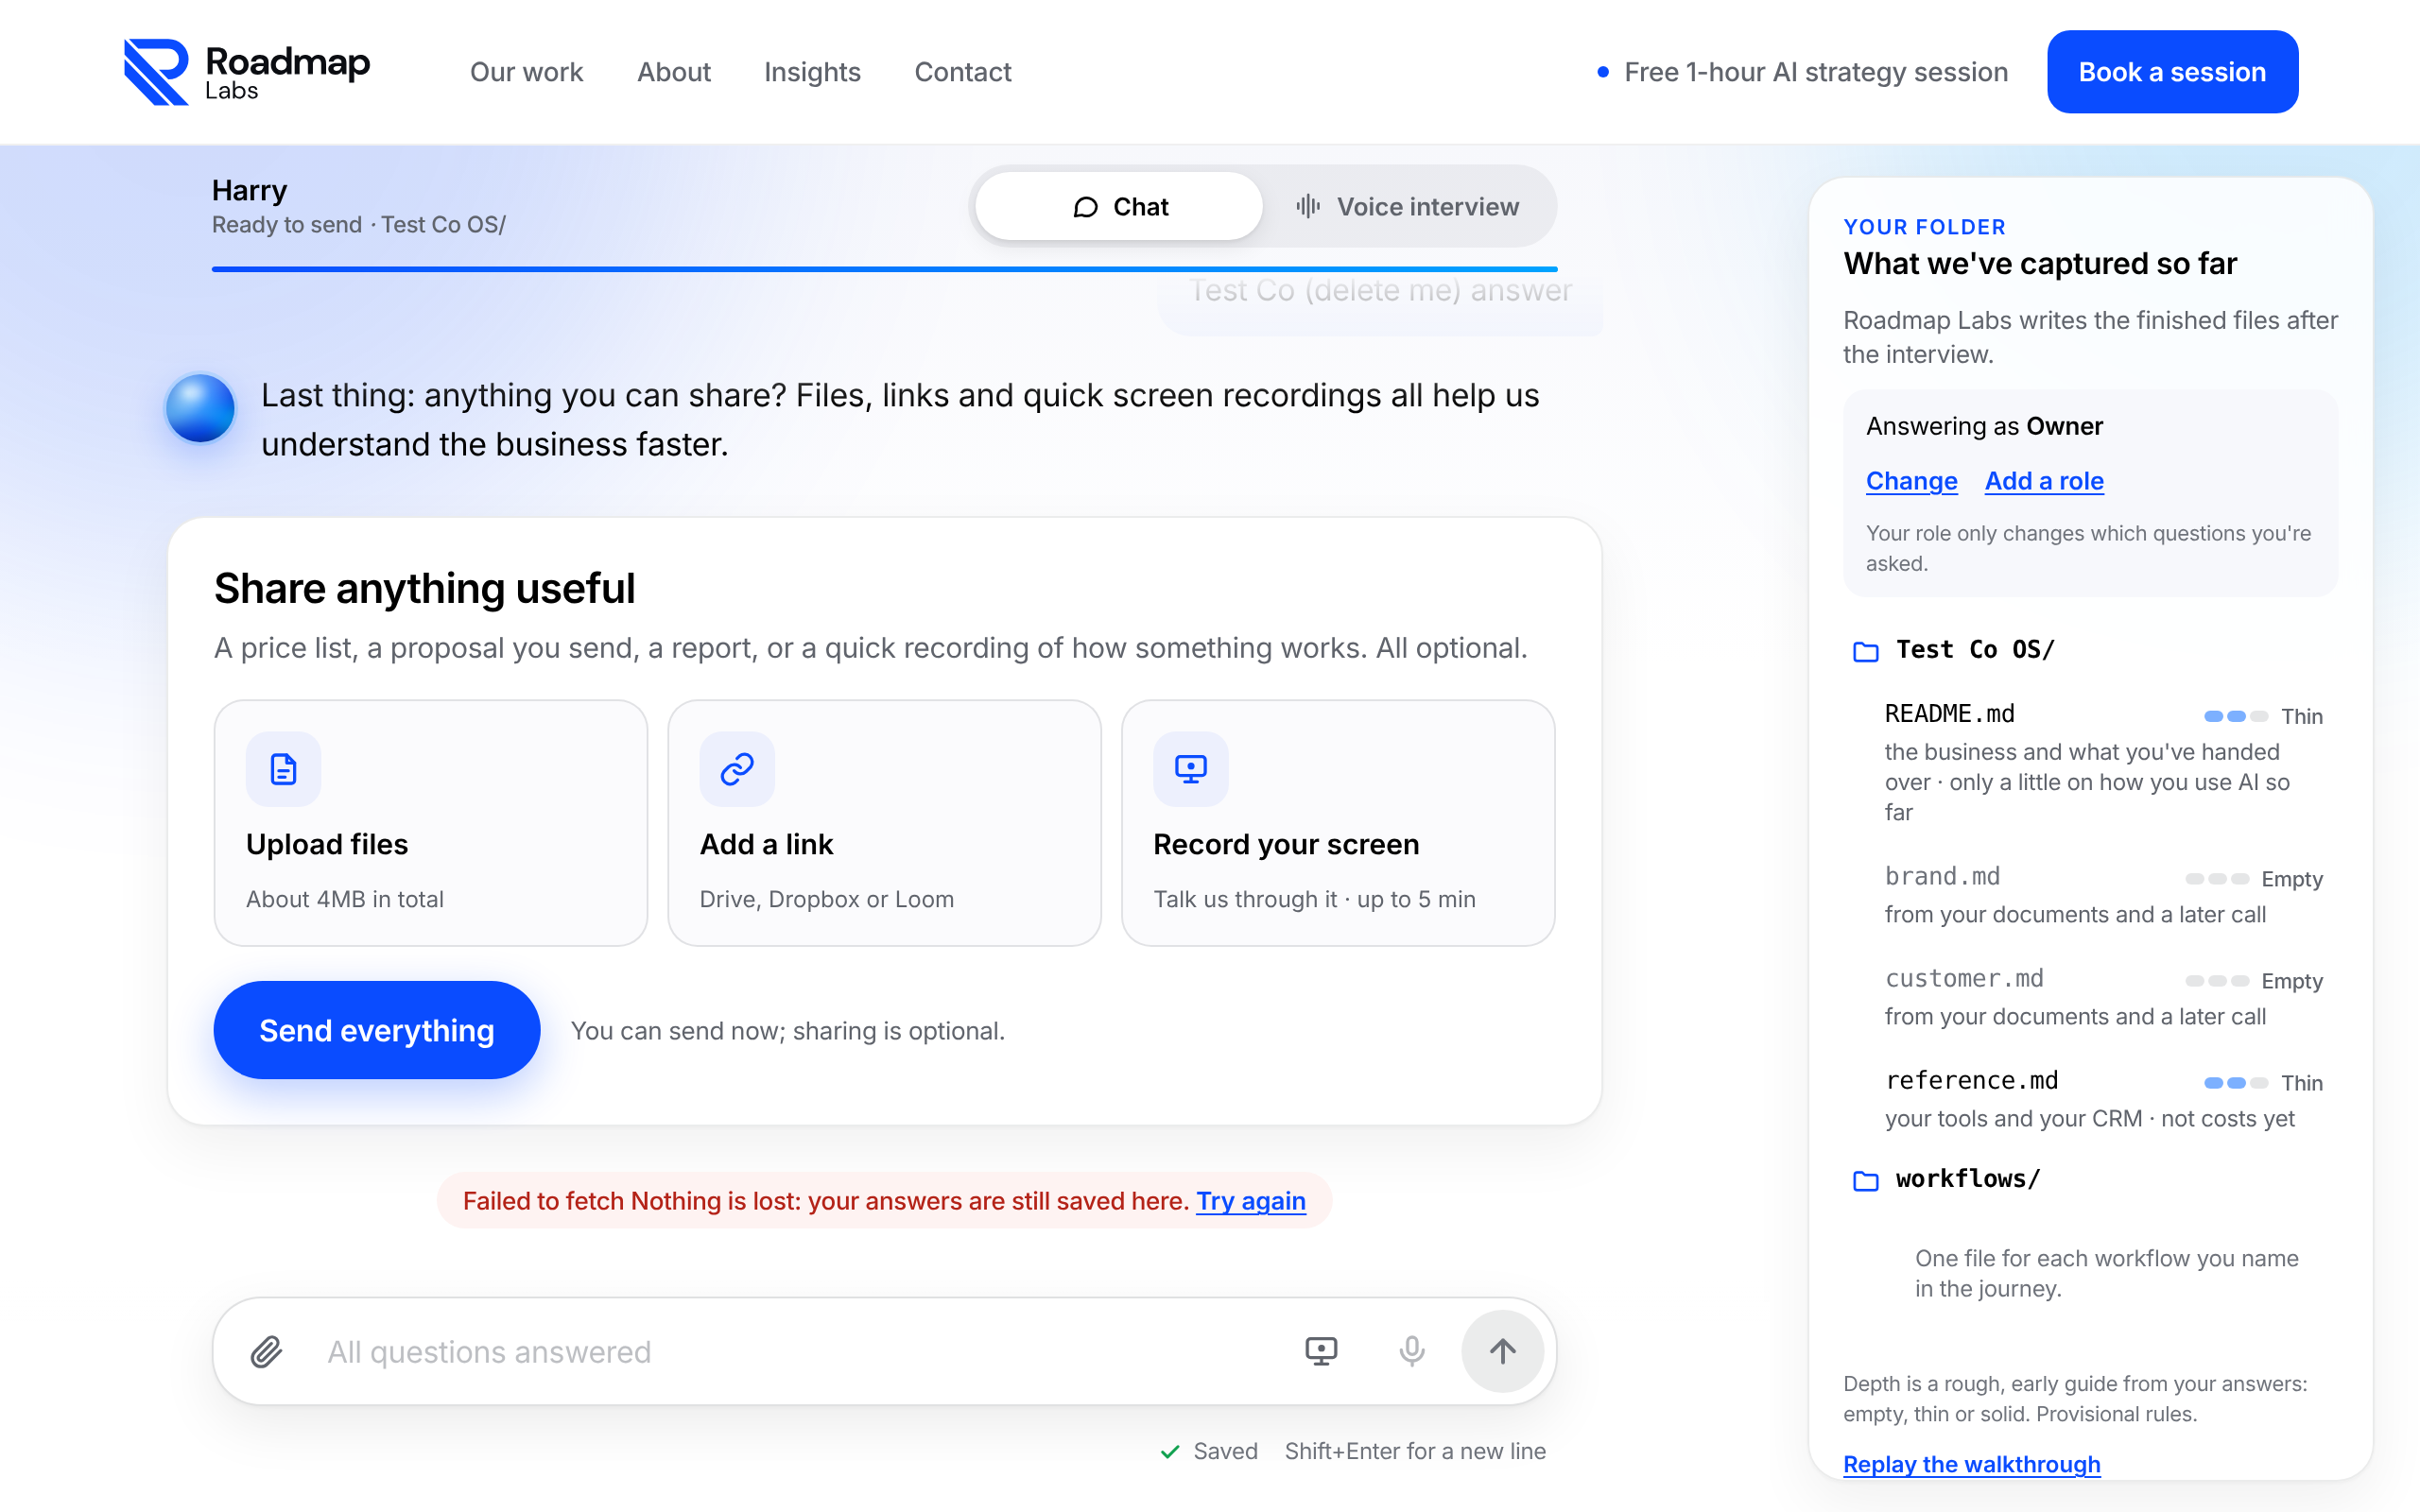 Roadmap
Labs
Our work
About
Insights
Contact
Free 1-hour AI strategy session
Book a session
Harry
Ready to send · Test Co OS/
Chat
Voice interview
Test Co (delete me) answer
Last thing: anything you can share? Files, links and quick screen recordings all help us
understand the business faster.
Share anything useful
A price list, a proposal you send, a report, or a quick recording of how something works. All optional.
Upload files
About 4MB in total
Add a link
Drive, Dropbox or Loom
Record your screen
Talk us through it · up to 5 min
Send everything
You can send now; sharing is optional.
Failed to fetch Nothing is lost: your answers are still saved here. Try again
All questions answered
Saved
Shift+Enter for a new line
YOUR FOLDER
What we've captured so far
Roadmap Labs writes the finished files after
the interview.
Answering as Owner
Change
Add a role
Your role only changes which questions you're
asked.
Test Co OS/
README.md
Thin
the business and what you've handed
over · only a little on how you use AI so
far
brand.md
Empty
from your documents and a later call
customer.md
Empty
from your documents and a later call
reference.md
Thin
your tools and your CRM · not costs yet
workflows/
One file for each workflow you name
in the journey.
Depth is a rough, early guide from your answers:
empty, thin or solid. Provisional rules.
Replay the walkthrough